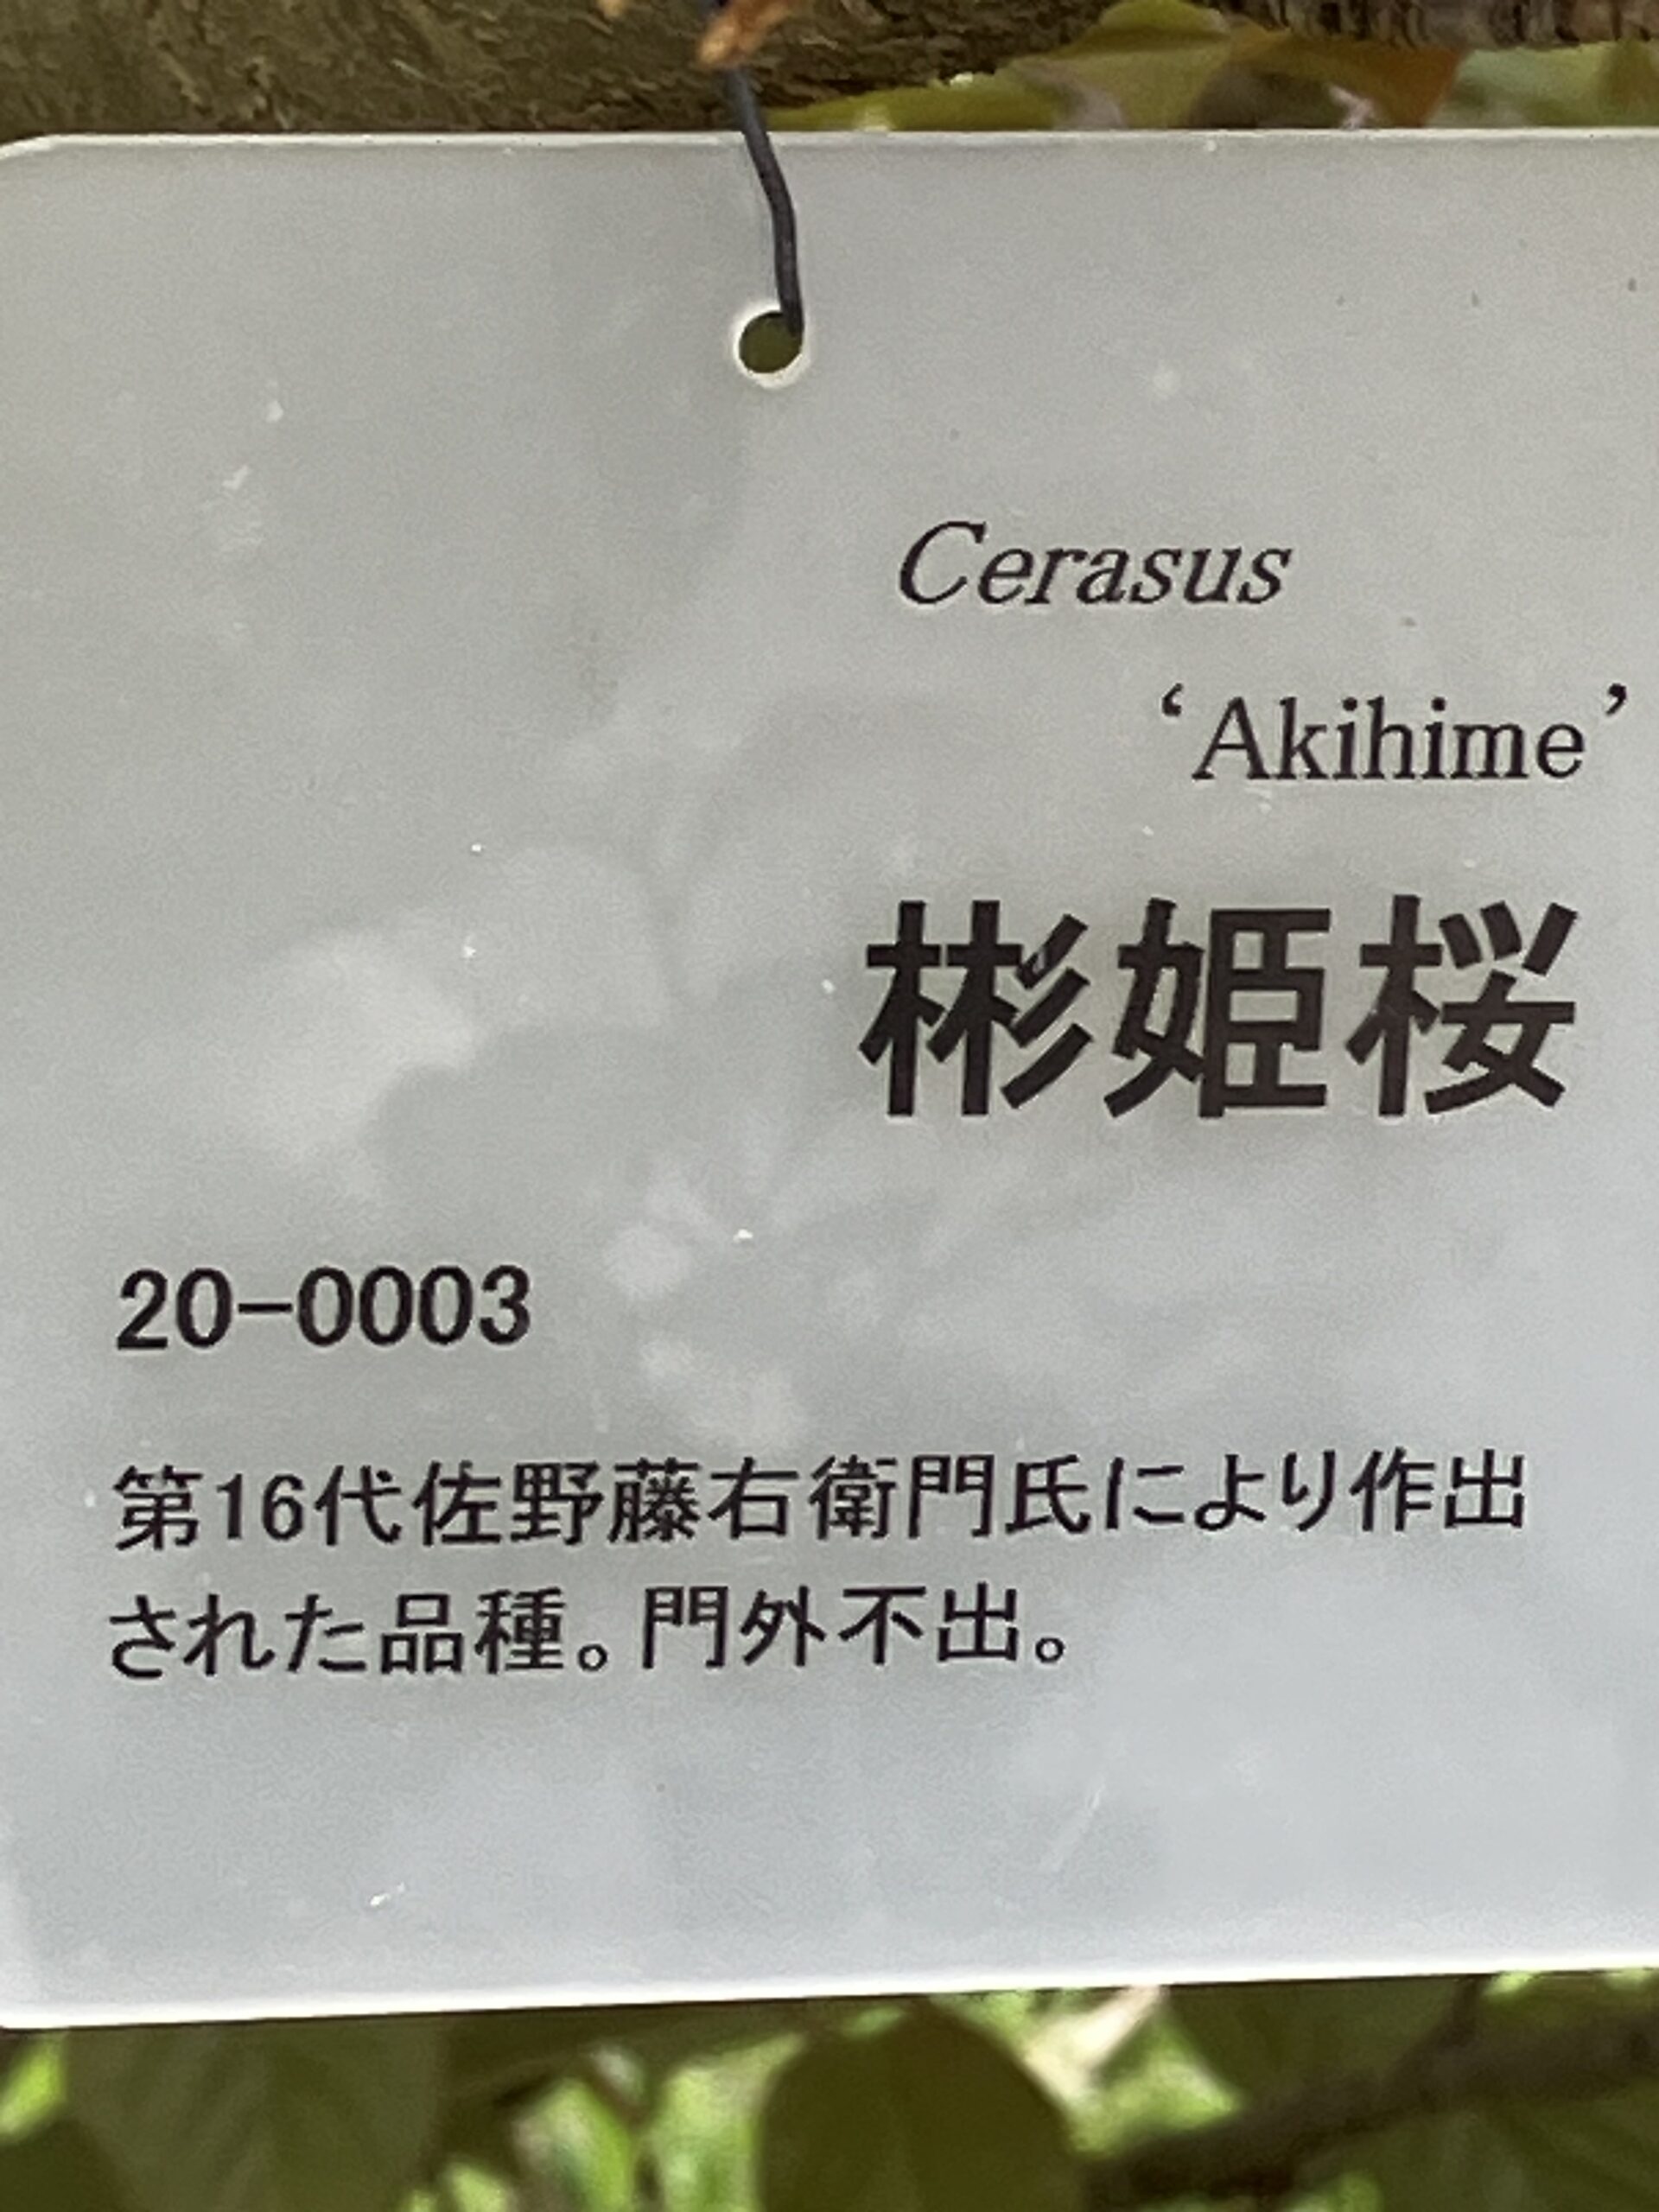 Cerasus
‘Akihime’
彬姫桜
20-0003
第16代佐野藤右衛門氏により作出
された品種。門外不出。